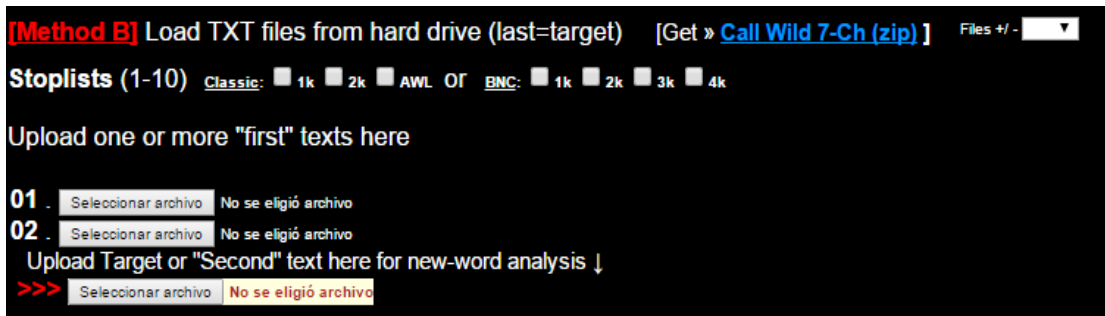 [Method B] Load TXT files from hard drive (last=target) [Get » Call Wild 7-Ch (zip) ] Files +/ -
Stoplists (1-10) Classic: 1k 2k AWL or BNC: 1k 2k 3k 4k
Upload one or more "first" texts here
01 . Seleccionar archivo No se eligió archivo
02 . Seleccionar archivo No se eligió archivo
Upload Target or "Second" text here for new-word analysis ↓
>>> Seleccionar archivo No se eligió archivo